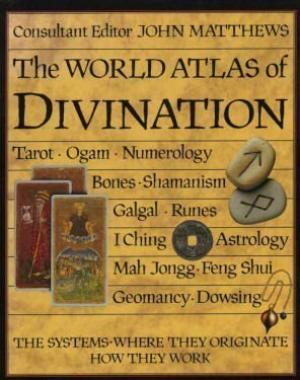 Consultant Editor JOHN MATTHEWS
The WORLD ATLAS of
DIVINATION
Tarot · Ogam · Numerology
Bones · Shamanism
Galgal · Runes
I Ching Astrology
Mah Jongg · Feng Shui
Geomancy · Dowsing
THE SYSTEMS · WHERE THEY ORIGINATE
HOW THEY WORK